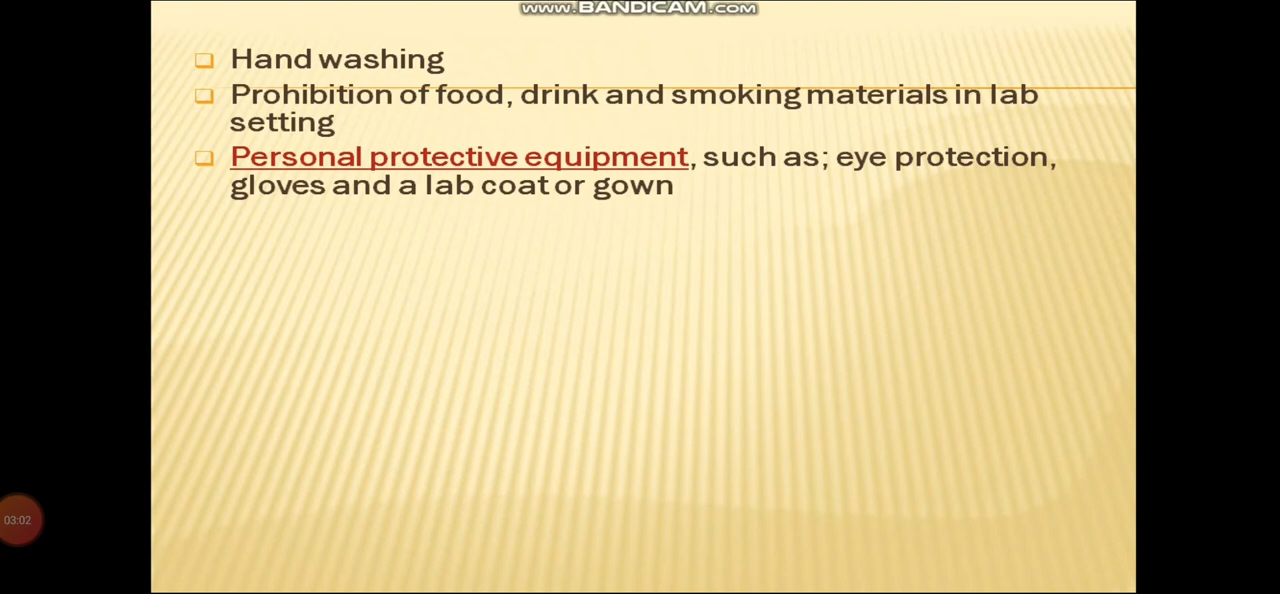 www.BANDICAM.com
Hand washing
Prohibition of food, drink and smoking materials in lab
setting
Personal protective equipment, such as; eye protection,
gloves and a lab coat or gown
03:02